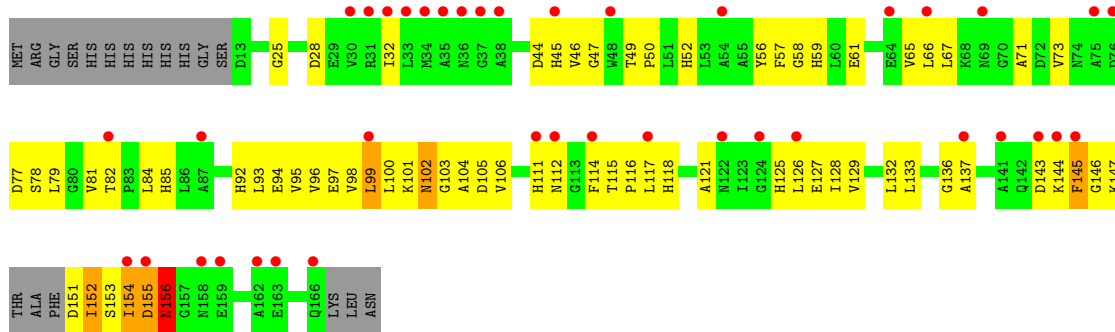 MET ARG GLY SER HIS HIS HIS HIS HIS HIS GLY SER D13 G25 D28 E29 V30 R31 I32 L33 M34 A35 N36 G37 A38 D44 H45 V46 G47 W48 T49 P50 L51 H52 L53 A54 A55 Y56 F57 G58 H59 L60 E61 E64 V65 L66 L67 K68 N69 G70 A71 D72 V73 N74 A75 D76
D77 S78 L79 G80 V81 T82 P83 L84 H85 L86 A87 H92 L93 E94 V95 V96 E97 V98 L99 L100 K101 N102 G103 A104 D105 V106 H111 N112 G113 F114 T115 P116 L117 H118 A121 N122 I123 G124 H125 L126 E127 I128 V129 L132 L133 G136 A137 A141 Q142 D143 K144 F145 G146 K147
THR ALA PHE D151 I152 S153 I154 D155 N156 G157 N158 E159 A162 E163 Q166 LYS LEU ASN